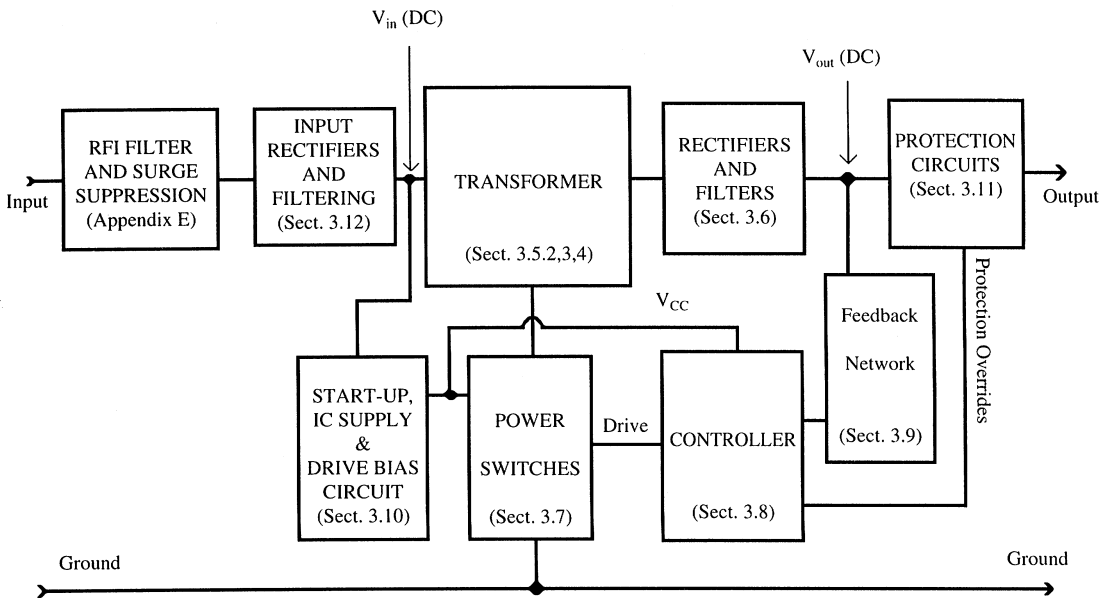 V_in (DC)
V_out (DC)
Input
RFI FILTER
AND SURGE
SUPPRESSION
(Appendix E)
INPUT
RECTIFIERS
AND
FILTERING
(Sect. 3.12)
TRANSFORMER
(Sect. 3.5.2,3,4)
RECTIFIERS
AND
FILTERS
(Sect. 3.6)
PROTECTION
CIRCUITS
(Sect. 3.11)
Output
V_CC
Feedback
Network
(Sect. 3.9)
Protection Overrides
START-UP,
IC SUPPLY
&
DRIVE BIAS
CIRCUIT
(Sect. 3.10)
POWER
SWITCHES
(Sect. 3.7)
Drive
CONTROLLER
(Sect. 3.8)
Ground
Ground